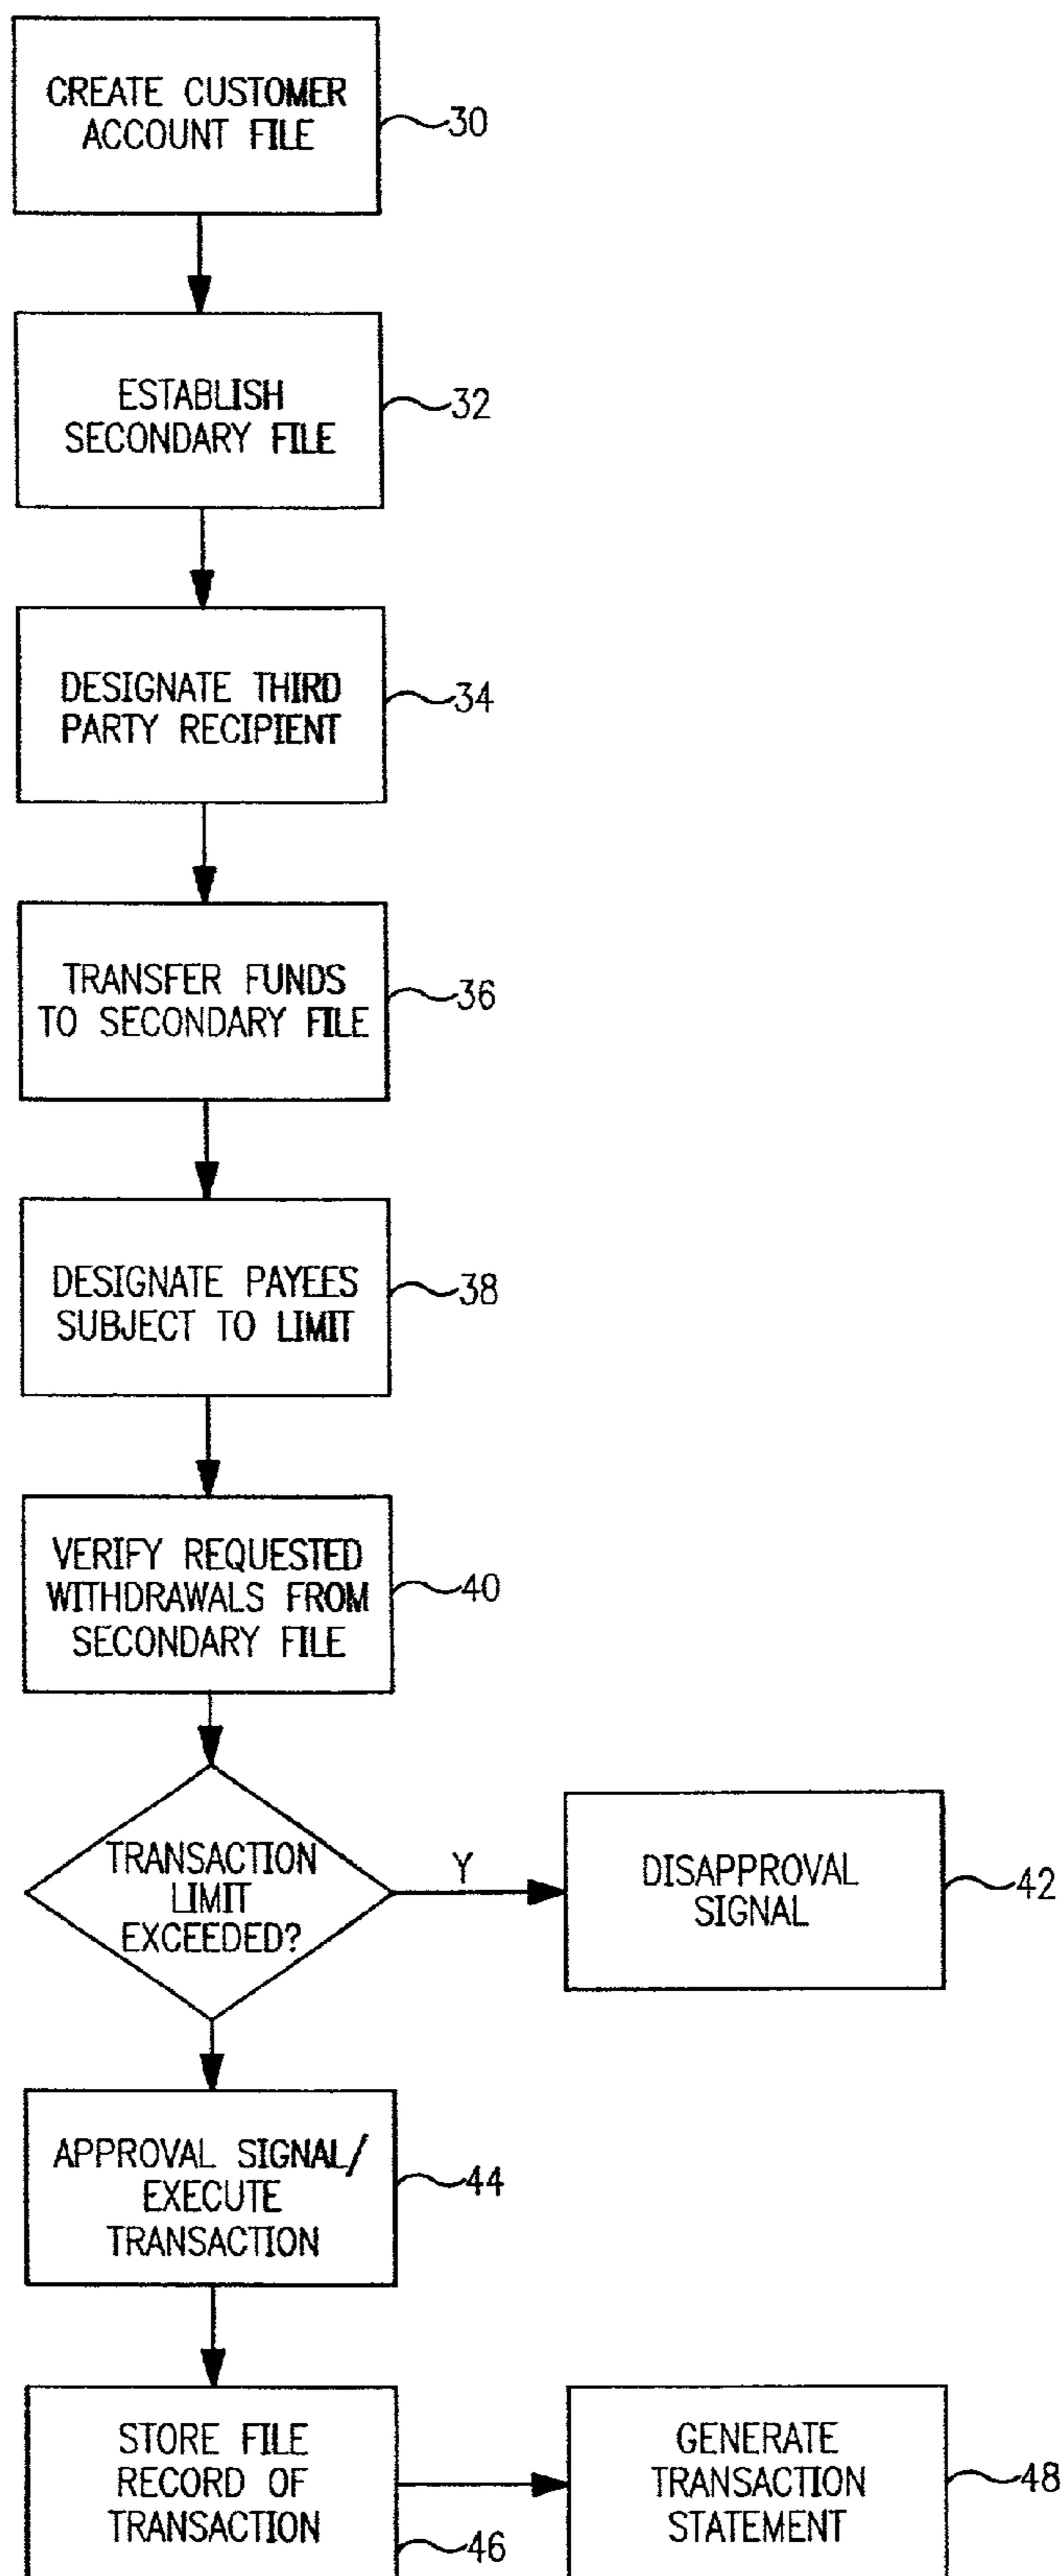 CREATE CUSTOMER
ACCOUNT FILE
30
ESTABLISH
SECONDARY FILE
32
DESIGNATE THIRD
PARTY RECIPIENT
34
TRANSFER FUNDS
TO SECONDARY FILE
36
DESIGNATE PAYEES
SUBJECT TO LIMIT
38
VERIFY REQUESTED
WITHDRAWALS FROM
SECONDARY FILE
40
TRANSACTION
LIMIT
EXCEEDED?
Y
DISAPPROVAL
SIGNAL
42
APPROVAL SIGNAL/
EXECUTE
TRANSACTION
44
STORE FILE
RECORD OF
TRANSACTION
46
GENERATE
TRANSACTION
STATEMENT
48